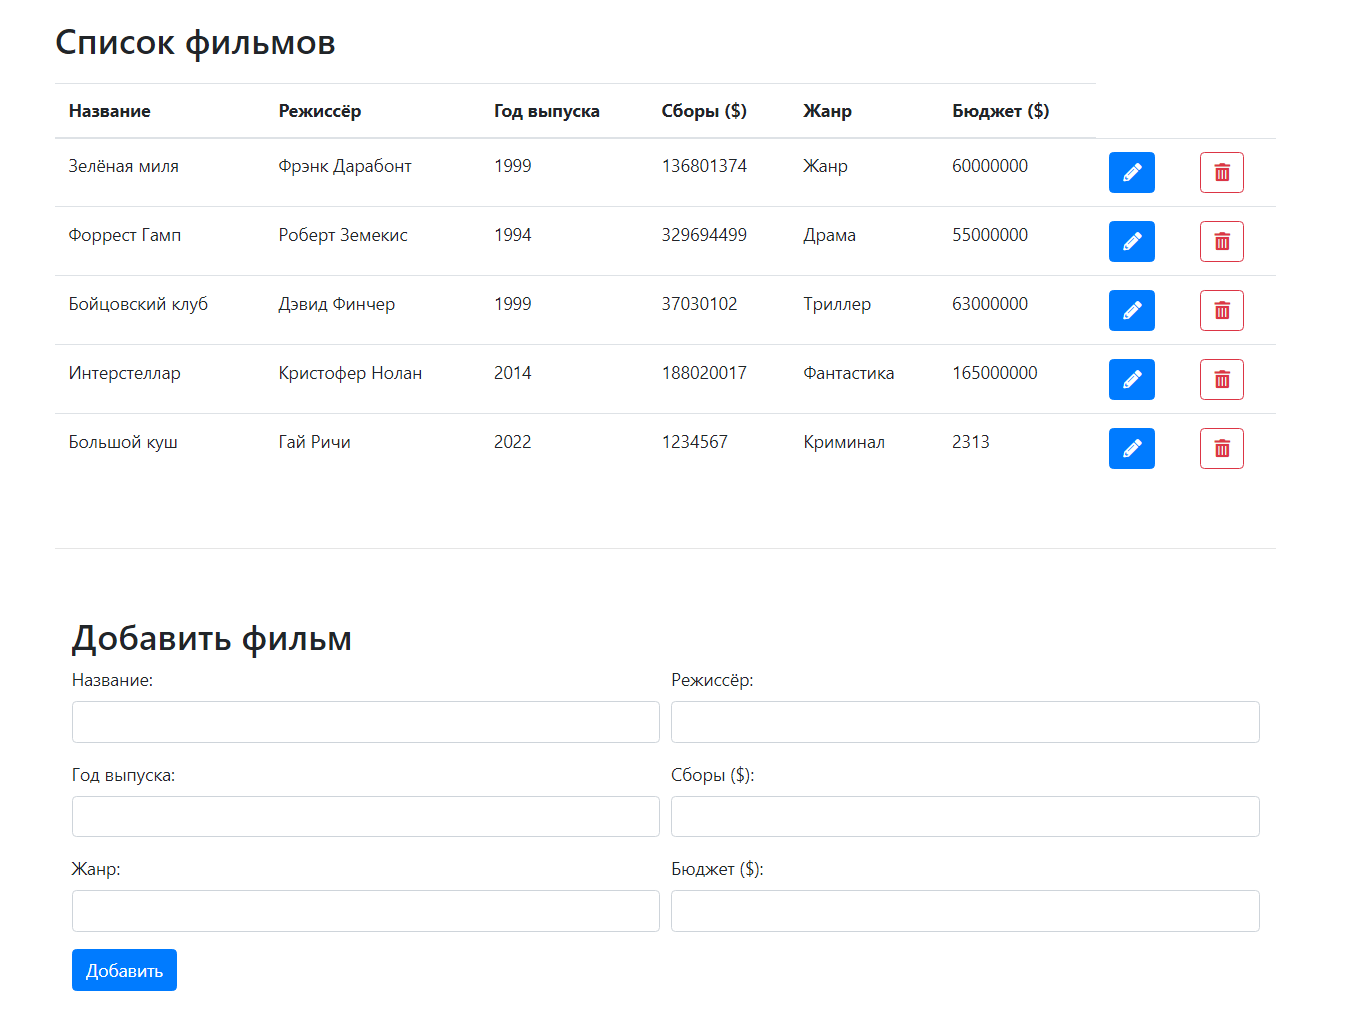 Список фильмов
Название Режиссёр Год выпуска Сборы ($) Жанр Бюджет ($)
Зелёная миля Фрэнк Дарабонт 1999 136801374 Жанр 60000000
Форрест Гамп Роберт Земекис 1994 329694499 Драма 55000000
Бойцовский клуб Дэвид Финчер 1999 37030102 Триллер 63000000
Интерстеллар Кристофер Нолан 2014 188020017 Фантастика 165000000
Большой куш Гай Ричи 2022 1234567 Криминал 2313
Добавить фильм
Название: Режиссёр:
Год выпуска: Сборы ($):
Жанр: Бюджет ($):
Добавить